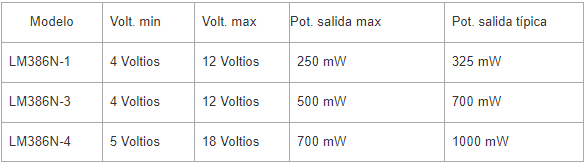 Modelo Volt. min Volt. max Pot. salida max Pot. salida típica
LM386N-1 4 Voltios 12 Voltios 250 mW 325 mW
LM386N-3 4 Voltios 12 Voltios 500 mW 700 mW
LM386N-4 5 Voltios 18 Voltios 700 mW 1000 mW